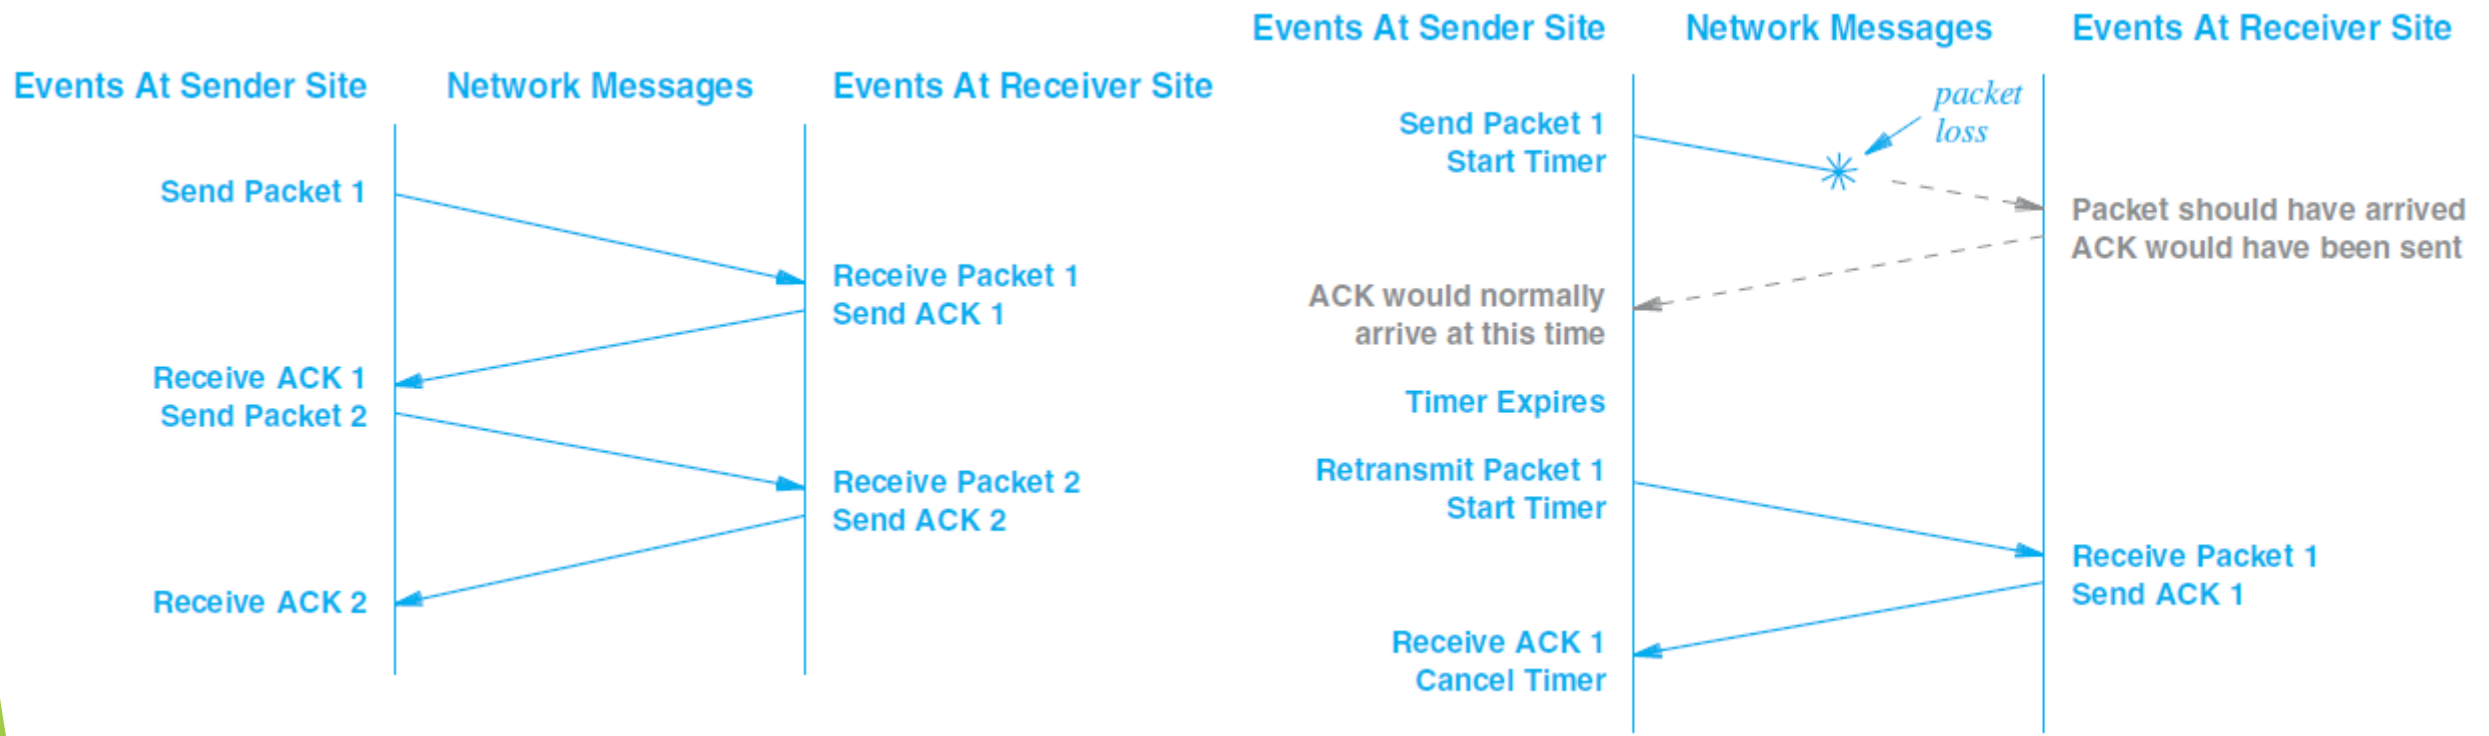 Events At Sender Site
Network Messages
Events At Receiver Site
Send Packet 1
Receive Packet 1
Send ACK 1
Receive ACK 1
Send Packet 2
Receive Packet 2
Send ACK 2
Receive ACK 2
Events At Sender Site
Network Messages
Events At Receiver Site
packet
loss
Send Packet 1
Start Timer
Packet should have arrived
ACK would have been sent
ACK would normally
arrive at this time
Timer Expires
Retransmit Packet 1
Start Timer
Receive Packet 1
Send ACK 1
Receive ACK 1
Cancel Timer